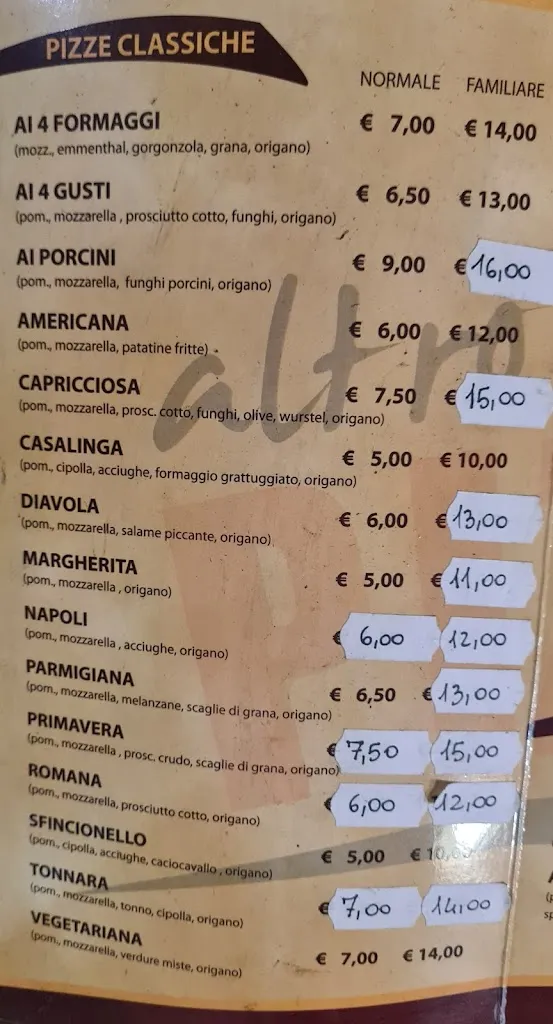 PIZZE CLASSICHE
NORMALE FAMILIARE
AI 4 FORMAGGI € 7,00 € 14,00
(mozz., emmenthal, gorgonzola, grana, origano)
AI 4 GUSTI € 6,50 € 13,00
(pom., mozzarella , prosciutto cotto, funghi, origano)
AI PORCINI € 9,00 € 16,00
(pom., mozzarella, funghi porcini, origano)
AMERICANA € 6,00 € 12,00
(pom., mozzarella, patatine fritte)
CAPRICCIOSA € 7,50 € 15,00
(pom., mozzarella, prosc. cotto, funghi, olive, wurstel, origano)
CASALINGA € 5,00 € 10,00
(pom., cipolla, acciughe, formaggio grattuggiato, origano)
DIAVOLA € 6,00 € 13,00
(pom., mozzarella, salame piccante, origano)
MARGHERITA € 5,00 € 11,00
(pom., mozzarella , origano)
NAPOLI € 6,00 12,00
(pom., mozzarella , acciughe, origano)
PARMIGIANA € 6,50 € 13,00
(pom., mozzarella, melanzane, scaglie di grana, origano)
PRIMAVERA € 7,50 15,00
(pom., mozzarella , prosc. crudo, scaglie di grana, origano)
ROMANA € 6,00 12,00
(pom., mozzarella, prosciutto cotto, origano)
SFINCIONELLO € 5,00 € 10,00
(pom., cipolla, acciughe, caciocavallo , origano)
TONNARA € 7,00 14,00
(pom., mozzarella, tonno, cipolla, origano)
VEGETARIANA € 7,00 € 14,00
(pom., mozzarella, verdure miste, origano)
altro